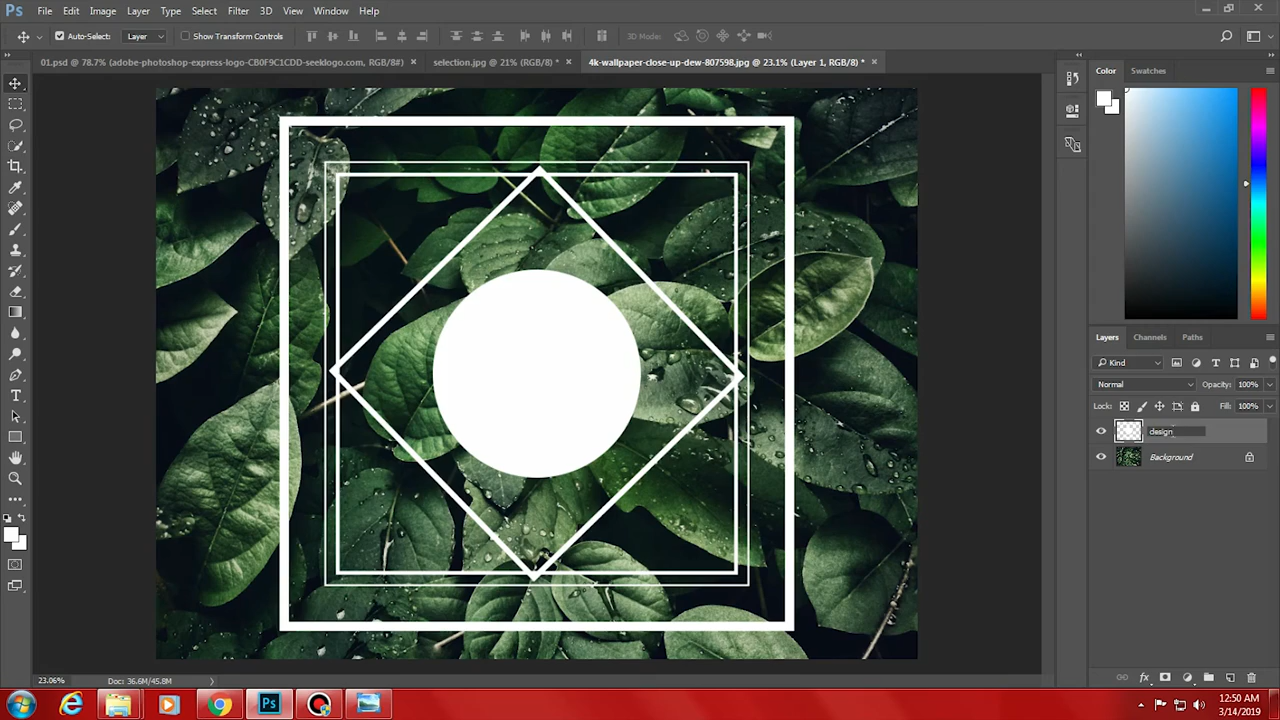 Ps File Edit Image Layer Type Select Filter 3D View Window Help
Auto-Select: Layer Show Transform Controls 3D Mode:
01.psd @ 78.7% (adobe-photoshop-express-logo-CB0F9C1CDD-seeklogo.com, RGB/8#) selection.jpg @ 21% (RGB/8) * 4k-wallpaper-close-up-dew-807598.jpg @ 23.1% (Layer 1, RGB/8) *
Color Swatches
Layers Channels Paths
Kind
Normal Opacity: 100%
Lock: Fill: 100%
design
Background
23.06% Doc: 36.6M/45.8M
Ps
12:50 AM
3/14/2019